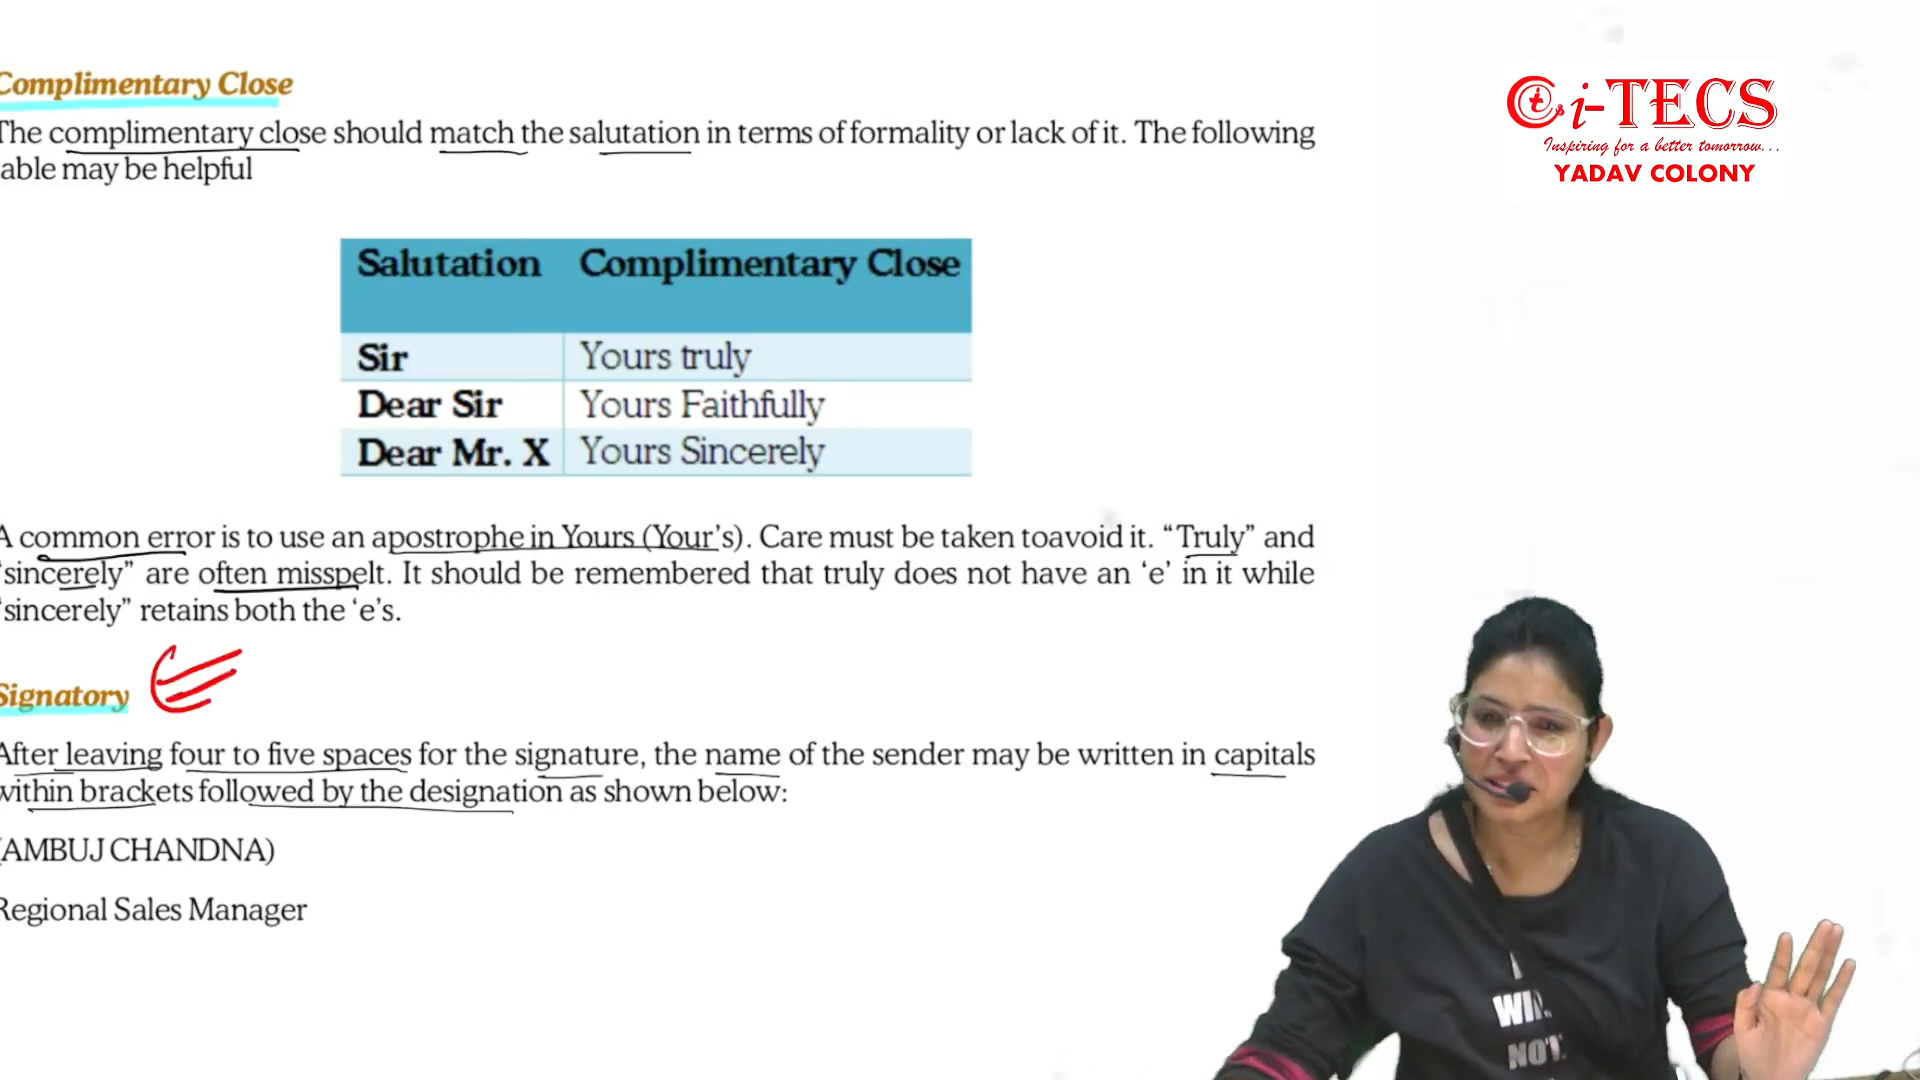 Complimentary Close
The complimentary close should match the salutation in terms of formality or lack of it. The following
table may be helpful
Salutation Complimentary Close
Sir Yours truly
Dear Sir Yours Faithfully
Dear Mr. X Yours Sincerely
A common error is to use an apostrophe in Yours (Your's). Care must be taken toavoid it. “Truly” and
“sincerely” are often misspelt. It should be remembered that truly does not have an ‘e’ in it while
“sincerely” retains both the ‘e’s.
Signatory
After leaving four to five spaces for the signature, the name of the sender may be written in capitals
within brackets followed by the designation as shown below:
(AMBUJ CHANDNA)
Regional Sales Manager
i-TECS
Inspiring for a better tomorrow...
YADAV COLONY
NOT